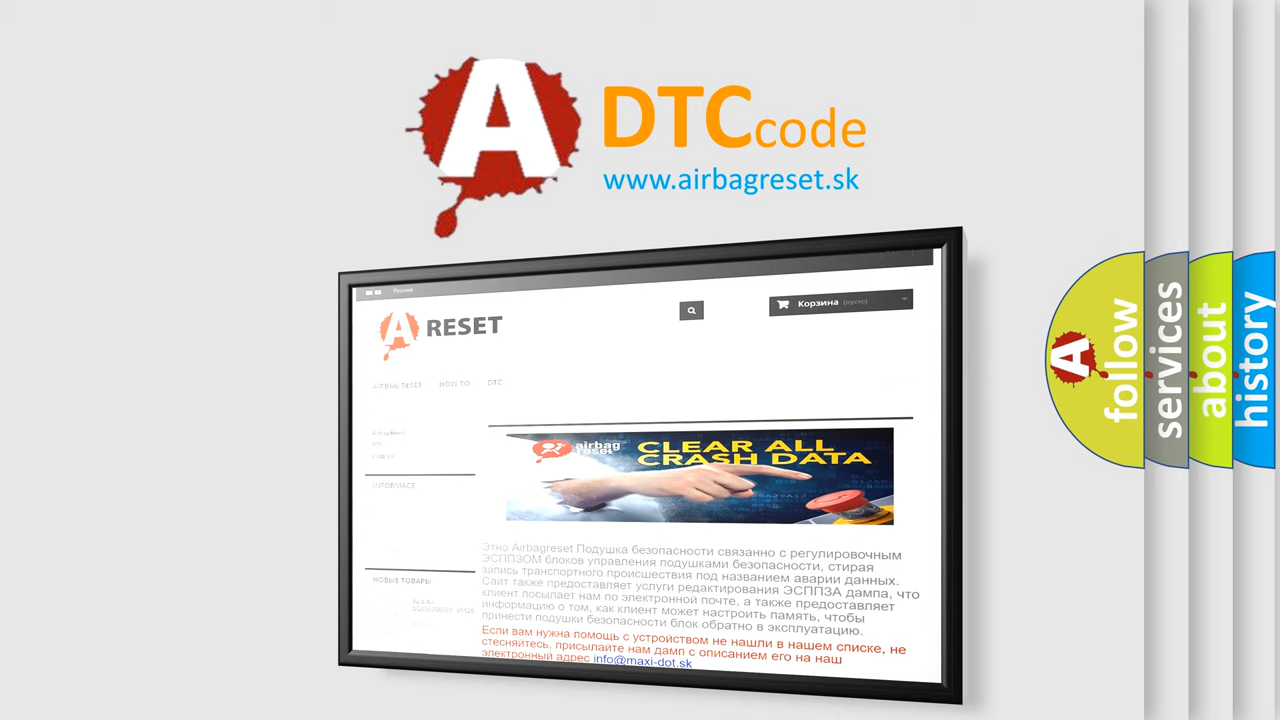 A
DTCcode
www.airbagreset.sk
Русский
A RESET
Корзина (пусто)
AIRBAG RESET HOW TO DTC
INFORMACE
НОВЫЕ ТОВАРЫ
airbag
reset
CLEAR ALL
CRASH DATA
Этно Airbagreset Подушка безопасности связанно с регулировочным
ЭСППЗОМ блоков управления подушками безопасности, стирая
запись транспортного происшествия под названием аварии данных.
Сайт также предоставляет услуги редактирования ЭСППЗА дампа, что
клиент посылает нам по электронной почте, а также предоставляет
информацию о том, как клиент может настроить память, чтобы
принести подушки безопасности блок обратно в эксплуатацию.
Если вам нужна помощь с устройством не нашли в нашем списке, не
стесняйтесь, присылайте нам дамп с описанием его на наш
электронный адрес info@maxi-dot.sk
A
follow
services
about
history